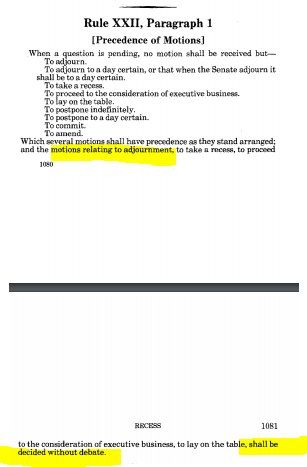 Rule XXII, Paragraph 1
[Precedence of Motions]
When a question is pending, no motion shall be received but—
To adjourn.
To adjourn to a day certain, or that when the Senate adjourn it
shall be to a day certain.
To take a recess.
To proceed to the consideration of executive business.
To lay on the table.
To postpone indefinitely.
To postpone to a day certain.
To commit.
To amend.
Which several motions shall have precedence as they stand arranged;
and the motions relating to adjournment, to take a recess, to proceed
1080
RECESS 1081
to the consideration of executive business, to lay on the table, shall be
decided without debate.